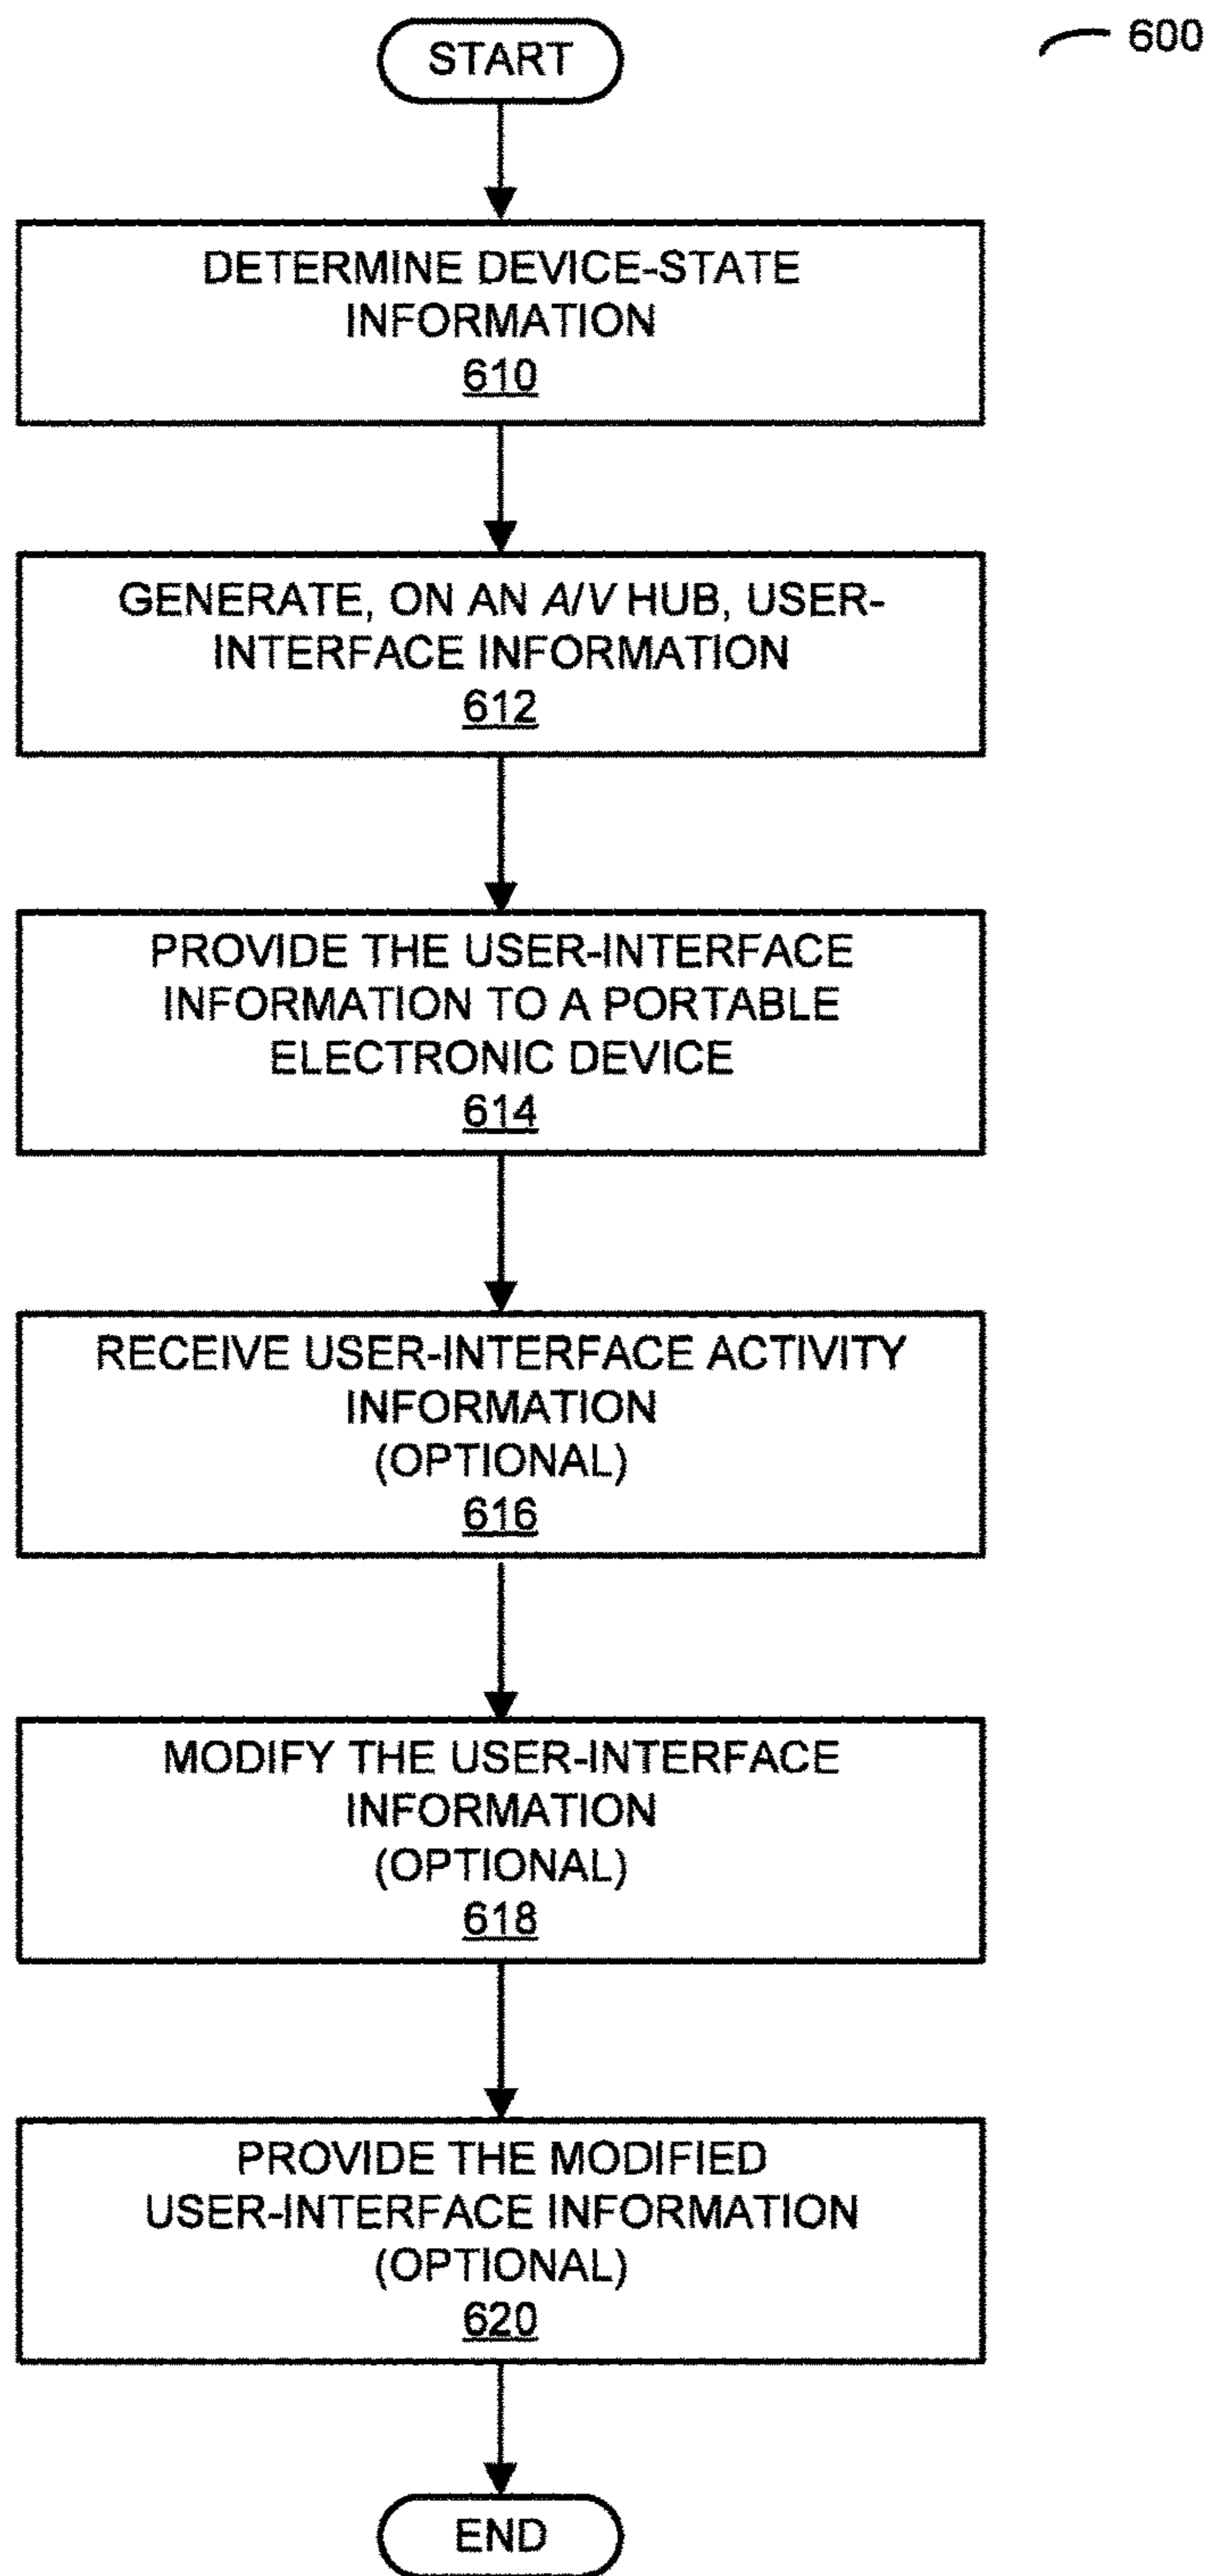 600
START
DETERMINE DEVICE-STATE
INFORMATION
610
GENERATE, ON AN A/V HUB, USER-
INTERFACE INFORMATION
612
PROVIDE THE USER-INTERFACE
INFORMATION TO A PORTABLE
ELECTRONIC DEVICE
614
RECEIVE USER-INTERFACE ACTIVITY
INFORMATION
(OPTIONAL)
616
MODIFY THE USER-INTERFACE
INFORMATION
(OPTIONAL)
618
PROVIDE THE MODIFIED
USER-INTERFACE INFORMATION
(OPTIONAL)
620
END